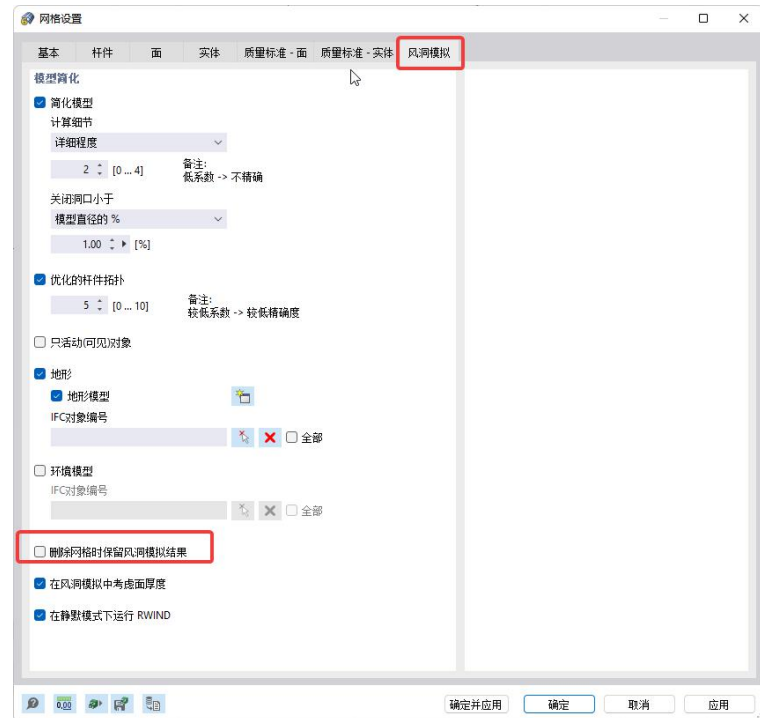 网格设置
基本 杆件 面 实体 质量标准 - 面 质量标准 - 实体 风洞模拟
模型简化
简化模型
计算细节
详细程度
2 [0 ... 4] 备注:
低系数 -> 不精确
关闭洞口小于
模型直径的 %
1.00 [%]
优化的杆件拓扑
5 [0 ... 10] 备注:
较低系数 -> 较低精确度
只活动(可见)对象
地形
地形模型
IFC对象编号
全部
环境模型
IFC对象编号
全部
删除网格时保留风洞模拟结果
在风洞模拟中考虑面厚度
在静默模式下运行 RWIND
0,00
确定并应用 确定 取消 应用